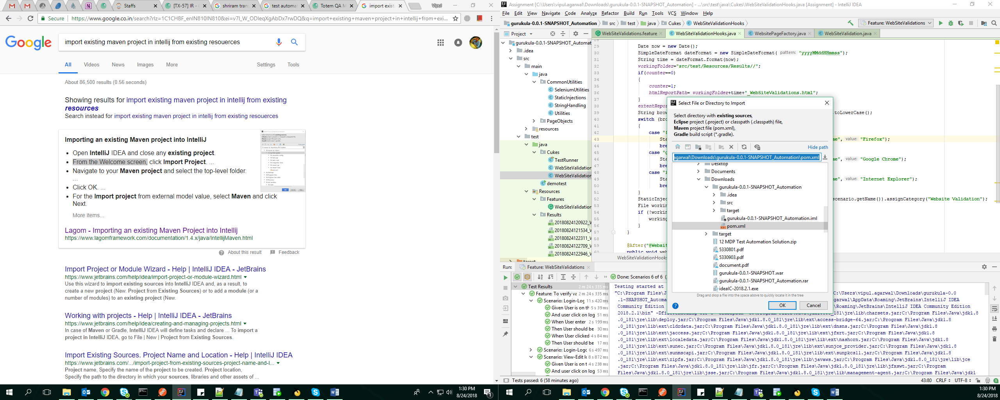 Staffs
[TX-57] IR - 
shriram trans
test automat
Totem QA M
import existi
Vipul
Secure
https://www.google.co.in/search?rlz=1C1CHBF_enIN810IN810&ei=v7l_W_ODIeqXgAbDx7rwDQ&q=import+existing+maven+project+in+intellij+from+exi...
Google
import existing maven project in intellij from existing resouerces
All Videos News Images More Settings Tools
About 86,500 results (0.56 seconds)
Showing results for import existing maven project in intellij from existing
resources
Search instead for import existing maven project in intellij from existing resouerces
Importing an existing Maven project into IntelliJ
Open IntelliJ IDEA and close any existing project.
From the Welcome screen, click Import Project. ...
Navigate to your Maven project and select the top-level folder.
...
Click OK. ...
For the Import project from external model value, select Maven and click
Next.
More items...
Lagom - Importing an existing Maven Project into Intellij
https://www.lagomframework.com/documentation/1.4.x/java/IntellijMaven.html
About this result Feedback
Import Project or Module Wizard - Help | IntelliJ IDEA - JetBrains
https://www.jetbrains.com/help/idea/import-project-or-module-wizard.html
Use this wizard to import existing sources into IntelliJ IDEA and, as a result, to
create a new project (New. Project from Existing Sources) or to add a module (or a
number of modules) to an existing project (New.
Working with projects - Help | IntelliJ IDEA - JetBrains
https://www.jetbrains.com/help/idea/creating-and-managing-projects.html
In case of Maven or Gradle, IntelliJ IDEA will define tasks and declare ... To import a
project in IntelliJ IDEA, go to File | New | Project from Existing Sources.
Import Existing Sources. Project Name and Location - Help | IntelliJ IDEA
https://www.jetbrains.com/.../import-project-from-existing-sources-project-name-and-l...
Project name, Specify the name of the project to be created. Project location,
Specify the path to the directory in which your sources, libraries and other assets of ...
1:30 PM
8/24/2018
Assignment [C:\Users\vipul.agarwal\Downloads\gurukula-0.0.1-SNAPSHOT_Automation] - ...\src\test\java\Cukes\WebSiteValidationHooks.java [Assignment] - IntelliJ IDEA
File Edit View Navigate Code Analyze Refactor Build Run Tools VCS Window Help
gurukula-0.0.1-SNAPSHOT_Automation src test java Cukes WebSiteValidationHooks
Feature: WebSiteValidations
Project
gurukula-0.0.1-SNAPSHOT_Automat
.idea
src
main
java
CommonUtilities
SeleniumUtilities
StaticInjections
StringHandling
Utilities
PageObjects
resources
test
java
Cukes
TestRunner
WebSiteValidation
WebSiteValidation
demotest
Resources
Features
WebSiteValidation
Results
20180824120922_V
20180824121534_V
20180824122311_V
20180824122709_V
20180824122946_V
target
WebSiteValidations.feature WebSiteValidationHooks.java WebsitePageFactory.java WebSiteValidation.java
28
29 Date now = new Date();
30 SimpleDateFormat dateFormat = new SimpleDateFormat( pattern: "yyyyMMddHHmmss");
31 String time = dateFormat.format(now);
32 workingFolder="src/test/Resources/Results//";
33 if(counter==0)
34 {
35 counter=1;
36 htmlReportPath= workingFolder+time+"_WebSiteValidations.html";
37 }
38 extentRepor
39 String brow toLowerCase();
40 switch (bro
41 {
42 case "f
43 Sta me", value: "Firefox");
44 bre
45 case "g
46 Sta me", value: "Google Chrome");
47 bre
48 case "i
49 Sta me", value: "Internet Explorer");
50 bre
51 }
52 StaticInjec scenario.getName()).assignCategory("Website Validation");
53 File workin
54 if (!workin
55 working
56 }
57 }
58
59 @After("@Websit
60 public void web
WebSiteValidationHooks
Select File or Directory to Import
Select directory with existing sources,
Eclipse project (.project) or classpath (.classpath) file,
Maven project file (pom.xml),
Gradle build script (*.gradle).
Hide path
agarwal\Downloads\gurukula-0.0.1-SNAPSHOT_Automation\pom.xml
Desktop
Documents
Downloads
gurukula-0.0.1-SNAPSHOT_Automation
.idea
src
target
gurukula-0.0.1-SNAPSHOT_Automation.iml
pom.xml
target
12 MDP Test Automation Solution.zip
5330801.pdf
5330903.pdf
document.pdf
gurukula-0.0.1-SNAPSHOT.war
gurukula-0.0.1-SNAPSHOT_Automation.rar
ideaIC-2018.2.1.exe
Drag and drop a file into the space above to quickly locate it in the tree
OK Cancel
Run: Feature: WebSiteValidations
Done: Scenarios 6 of 6
Test Results 2 m 24 s 335 ms
Feature: To verify va 2 m 24 s 335 ms
Scenario: Login-Log 11 s 420 ms
Given User is on th 5 s 39 ms
And user click on log 51 ms
When User enter 2 s 199 ms
Then User should be 30 ms
When User clicked 4 s 84 ms
Then User should be 17 ms
Scenario: Login-Logo 6 s 497 ms
Scenario: View-Edit lo 8 s 872 ms
Given User is on t 4 s 238 ms
And user click on log 53 ms
Testing started at
"C:\Program Files\J C:\Users\vipul.agarwal\Downloads\gurukula-0.0
.1-SNAPSHOT_Automa garwal\AppData\Roaming\JetBrains\IntelliJ IDEA
Community Edition \Roaming\JetBrains\IntelliJ IDEA Community Edition
2018.2.1\bin" \jre\lib\charsets.jar;C:\Program Files\Java\jdk1.8
.0_181\jre\lib\deploy.jar;C:\Program Files\Java\jdk1.8.0_181\jre\lib\ext\access-bridge-64.jar;C:\Program Files\Java\jdk1.8
.0_181\jre\lib\ext\cldrdata.jar;C:\Program Files\Java\jdk1.8.0_181\jre\lib\ext\dnsns.jar;C:\Program Files\Java\jdk1.8
.0_181\jre\lib\ext\jaccess.jar;C:\Program Files\Java\jdk1.8.0_181\jre\lib\ext\jfxrt.jar;C:\Program Files\Java\jdk1.8
.0_181\jre\lib\ext\localedata.jar;C:\Program Files\Java\jdk1.8.0_181\jre\lib\ext\nashorn.jar;C:\Program Files\Java\jdk1.8
.0_181\jre\lib\ext\sunec.jar;C:\Program Files\Java\jdk1.8.0_181\jre\lib\ext\sunjce_provider.jar;C:\Program Files\Java\jdk1.8
.0_181\jre\lib\ext\sunmscapi.jar;C:\Program Files\Java\jdk1.8.0_181\jre\lib\ext\sunpkcs11.jar;C:\Program Files\Java\jdk1.8
.0_181\jre\lib\ext\zipfs.jar;C:\Program Files\Java\jdk1.8.0_181\jre\lib\javaws.jar;C:\Program Files\Java\jdk1.8.0_181\jre\lib\jce
.jar;C:\Program Files\Java\jdk1.8.0_181\jre\lib\jfr.jar;C:\Program Files\Java\jdk1.8.0_181\jre\lib\jfxswt.jar;C:\Program
Files\Java\jdk1.8.0_181\jre\lib\jsse.jar;C:\Program Files\Java\jdk1.8.0_181\jre\lib\management-agent.jar;C:\Program Files\Java\jdk1
Tests passed: 6 (58 minutes ago)
43:80 CRLF UTF-8
1:30 PM
8/24/2018